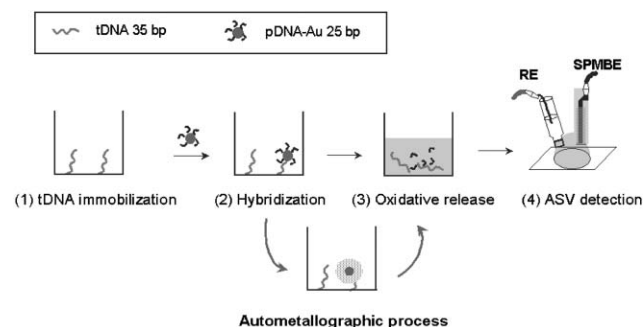 tDNA 35 bp pDNA-Au 25 bp
RE SPMBE
(1) tDNA immobilization (2) Hybridization (3) Oxidative release (4) ASV detection
Autometallographic process